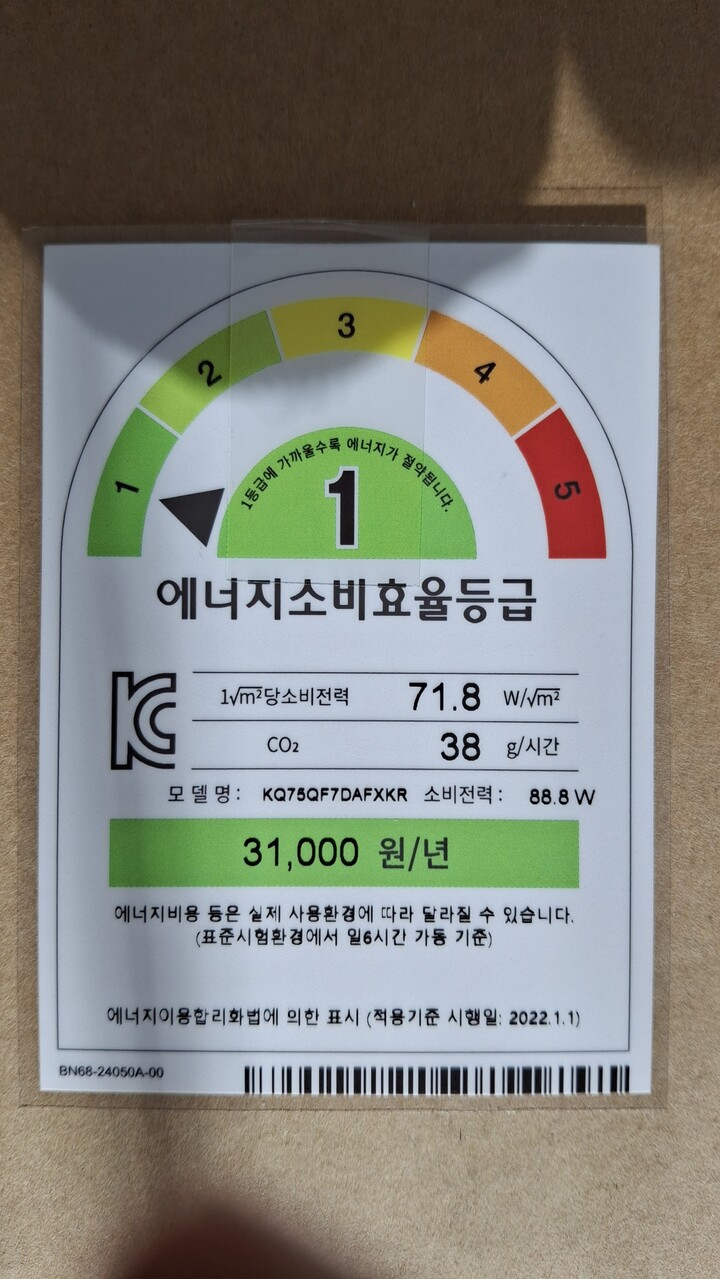 1
2
3
4
5
1등급에 가까울수록 에너지가 절약됩니다.
1
에너지소비효율등급
KC
1√m²당소비전력 71.8 W/√m²
CO₂ 38 g/시간
모 델 명 : KQ75QF7DAFXKR 소비전력 : 88.8 W
31,000 원/년
에너지비용 등은 실제 사용환경에 따라 달라질 수 있습니다.
(표준시험환경에서 일6시간 가동 기준)
에너지이용합리화법에 의한 표시 (적용기준 시행일: 2022.1.1)
BN68-24050A-00